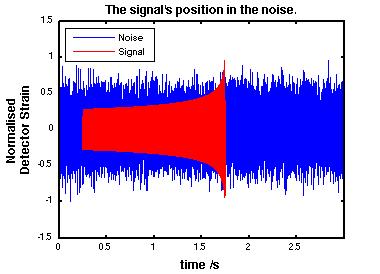 The signal's position in the noise.
1.5
Noise
Signal
1
0.5
0
-0.5
-1
-1.5
Normalised
Detector Strain
0 0.5 1 1.5 2 2.5
time /s